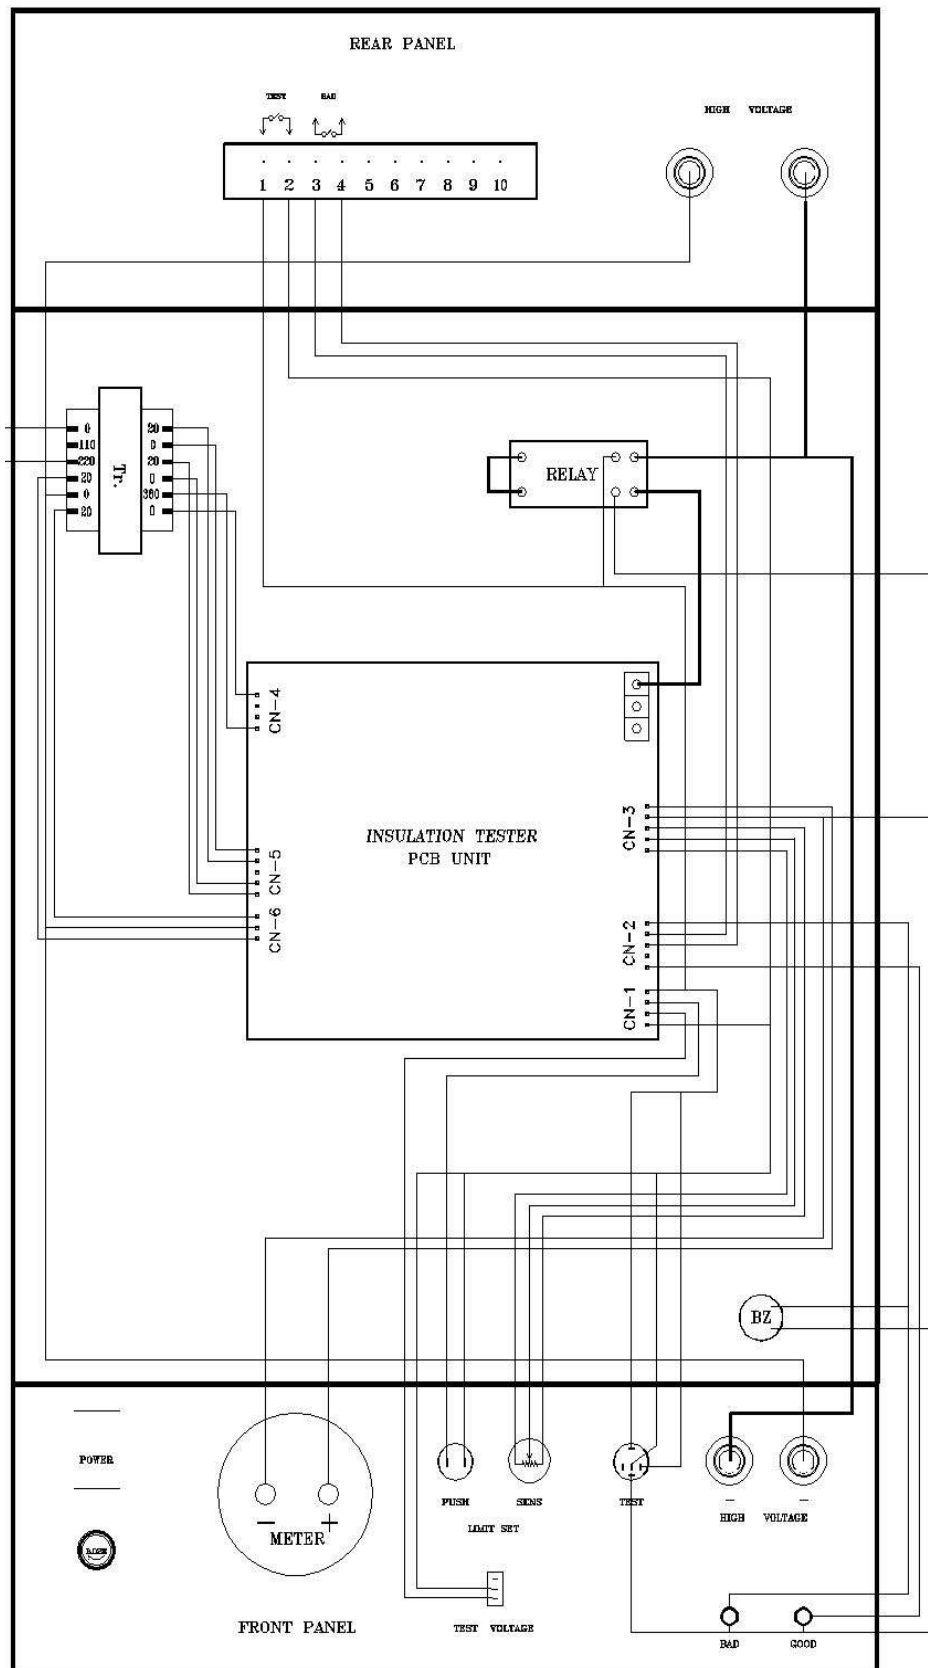 REAR PANEL
TEST BAD
HIGH VOLTAGE
1 2 3 4 5 6 7 8 9 10
0 20
110 0
220 20
20 0
0 380
20 0
Tr.
RELAY
CN-4
INSULATION TESTER
PCB UNIT
CN-3
CN-5
CN-6
CN-2
CN-1
BZ
POWER
PUSH SENS TEST
LIMIT SET
HIGH VOLTAGE
- +
METER
FRONT PANEL
TEST VOLTAGE
BAD GOOD